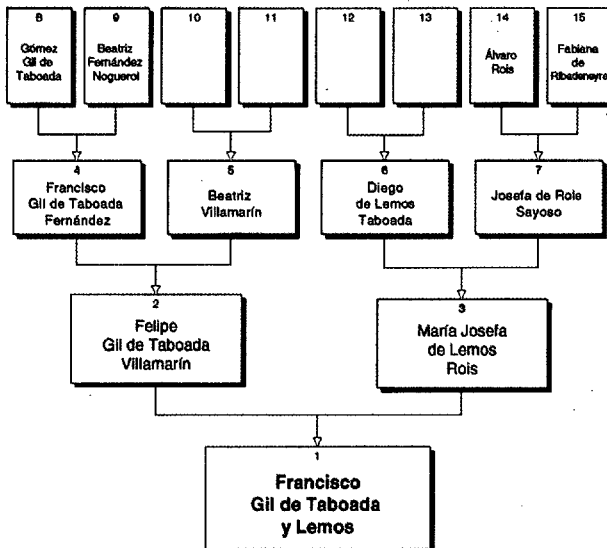 8
Gómez
Gil de
Taboada
9
Beatriz
Fernández
Noguerol
10
11
12
13
14
Álvaro
Rois
15
Fabiana
de
Ribadeneyra
4
Francisco
Gil de Taboada
Fernández
5
Beatriz
Villamarín
6
Diego
de Lemos
Taboada
7
Josefa de Rois
Sayoso
2
Felipe
Gil de Taboada
Villamarín
3
María Josefa
de Lemos
Rois
1
Francisco
Gil de Taboada
y Lemos